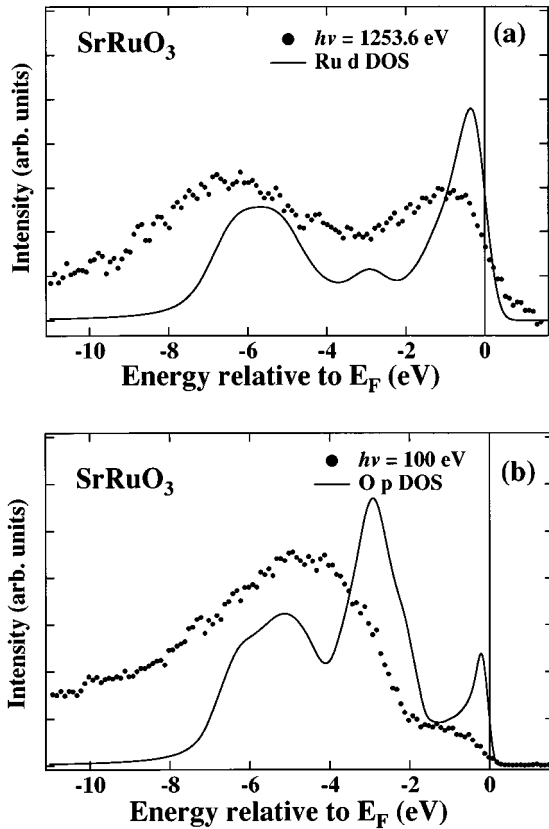 SrRuO₃
(a)
hν = 1253.6 eV
Ru d DOS
Intensity (arb. units)
-10 -8 -6 -4 -2 0
Energy relative to E_F (eV)
SrRuO₃
(b)
hν = 100 eV
O p DOS
Intensity (arb. units)
-10 -8 -6 -4 -2 0
Energy relative to E_F (eV)